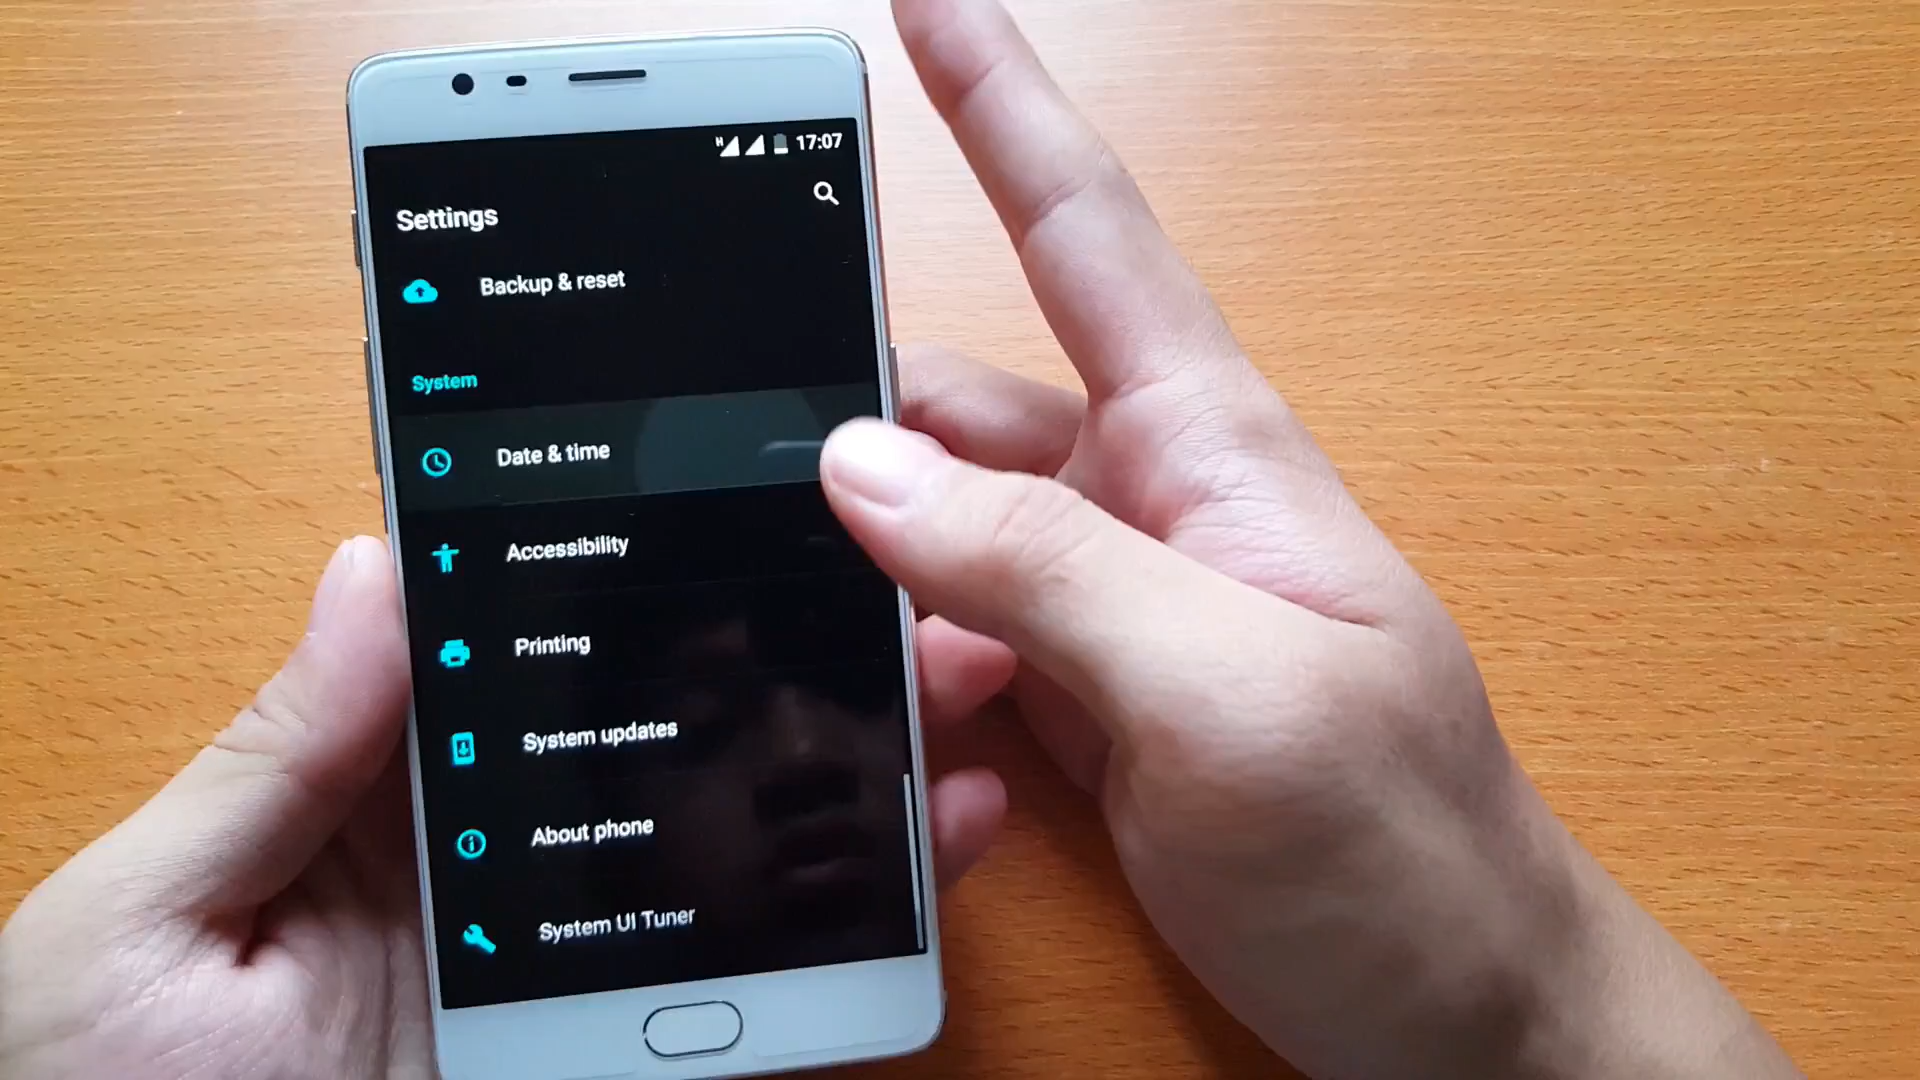 H 17:07
Settings
Backup & reset
System
Date & time
Accessibility
Printing
System updates
About phone
System UI Tuner